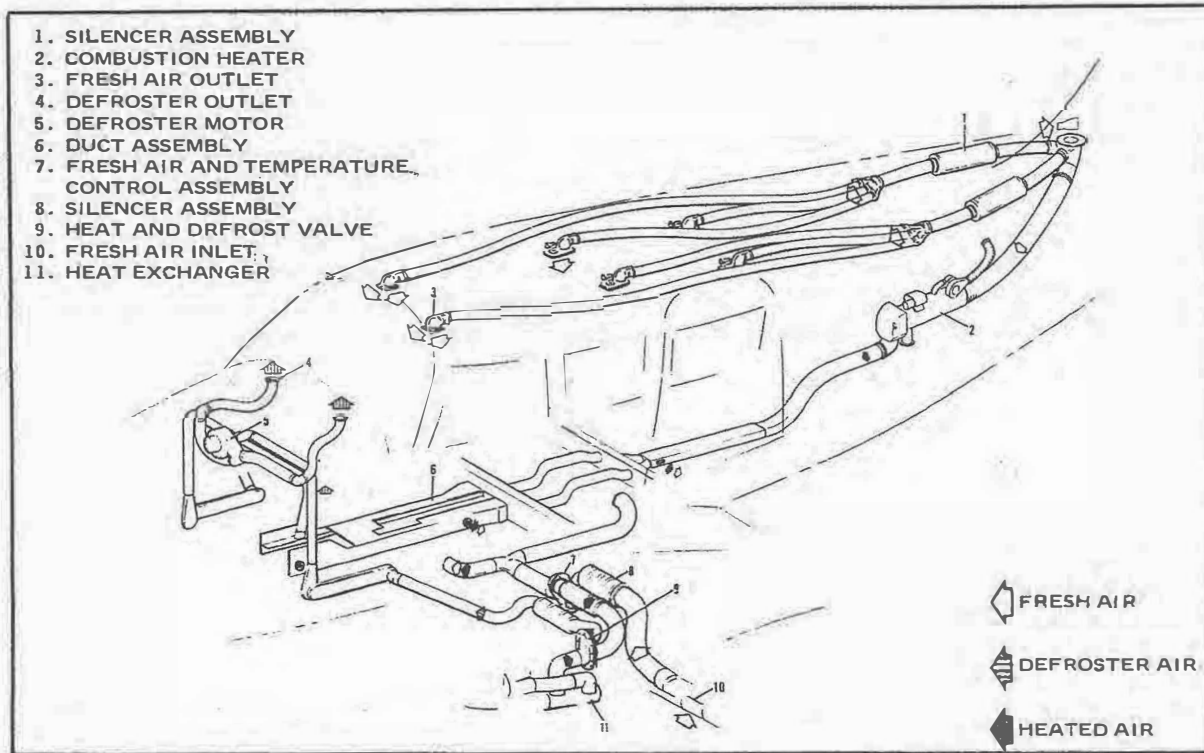 1. SILENCER ASSEMBLY
2. COMBUSTION HEATER
3. FRESH AIR OUTLET
4. DEFROSTER OUTLET
5. DEFROSTER MOTOR
6. DUCT ASSEMBLY
7. FRESH AIR AND TEMPERATURE
CONTROL ASSEMBLY
8. SILENCER ASSEMBLY
9. HEAT AND DRFROST VALVE
10. FRESH AIR INLET
11. HEAT EXCHANGER
1
2
3
4
5
6
7
8
9
10
11
FRESH AIR
DEFROSTER AIR
HEATED AIR